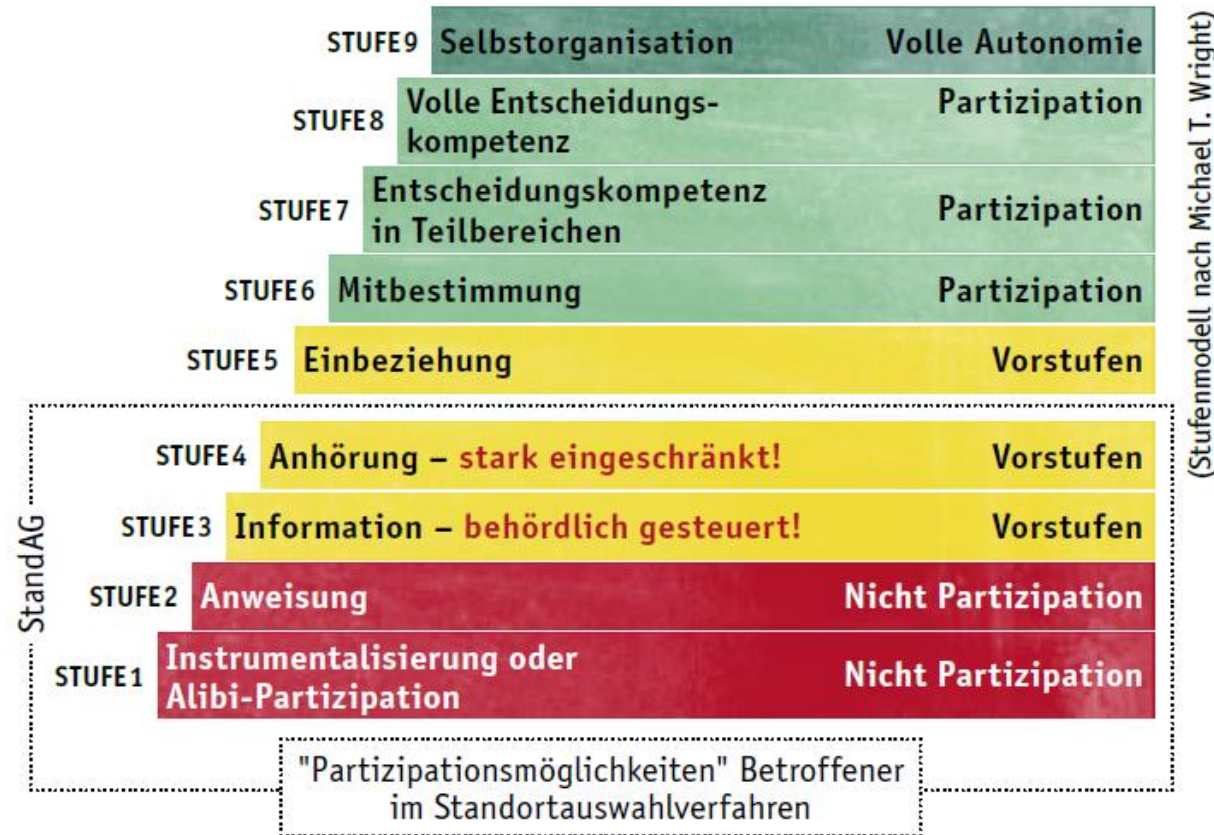 STUFE 9 Selbstorganisation Volle Autonomie
STUFE 8 Volle Entscheidungs- Partizipation
kompetenz
STUFE 7 Entscheidungskompetenz Partizipation
in Teilbereichen
STUFE 6 Mitbestimmung Partizipation
STUFE 5 Einbeziehung Vorstufen
STUFE 4 Anhörung – stark eingeschränkt! Vorstufen
STUFE 3 Information – behördlich gesteuert! Vorstufen
STUFE 2 Anweisung Nicht Partizipation
STUFE 1 Instrumentalisierung oder Nicht Partizipation
Alibi-Partizipation
StandAG
"Partizipationsmöglichkeiten" Betroffener
im Standortauswahlverfahren
(Stufenmodell nach Michael T. Wright)